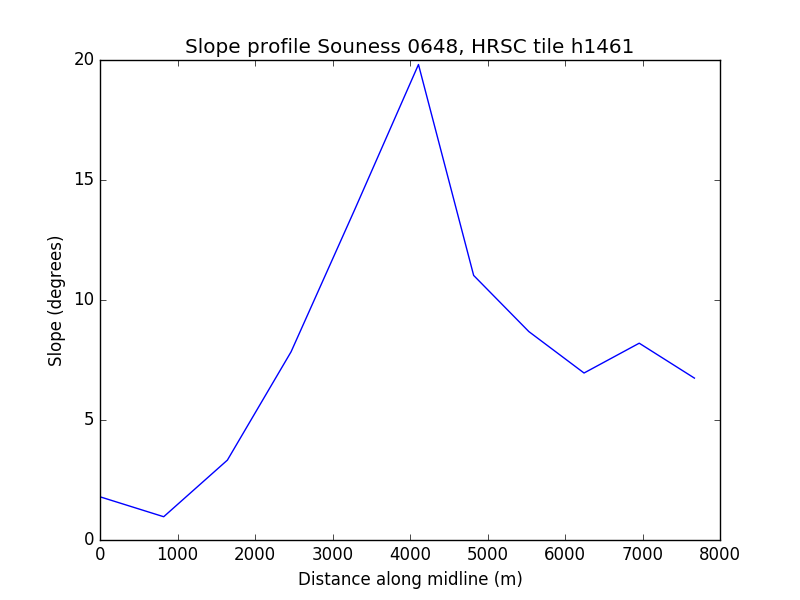 Slope profile Souness 0648, HRSC tile h1461
20
15
10
5
0
Slope (degrees)
0 1000 2000 3000 4000 5000 6000 7000 8000
Distance along midline (m)